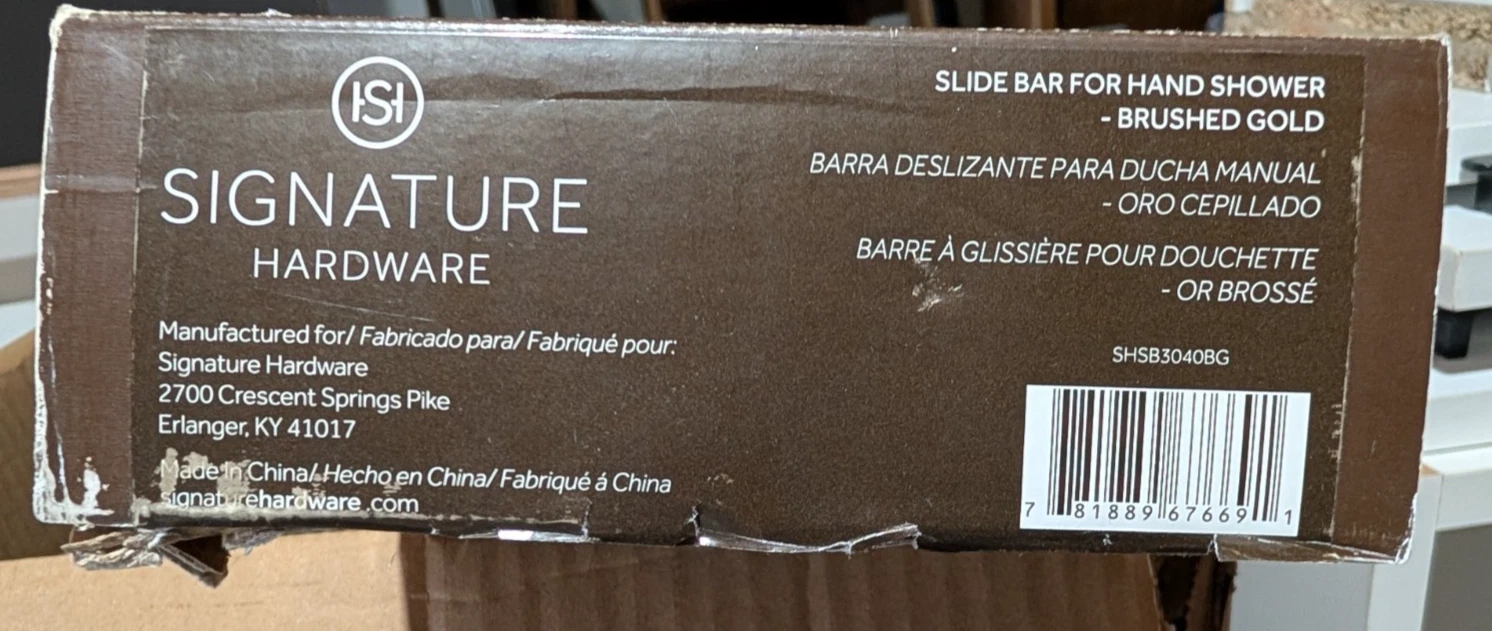 SH
SIGNATURE
HARDWARE
Manufactured for/ Fabricado para/ Fabriqué pour:
Signature Hardware
2700 Crescent Springs Pike
Erlanger, KY 41017
Made in China/ Hecho en China/ Fabriqué á China
signaturehardware.com
SLIDE BAR FOR HAND SHOWER
- BRUSHED GOLD
BARRA DESLIZANTE PARA DUCHA MANUAL
- ORO CEPILLADO
BARRE À GLISSIÈRE POUR DOUCHETTE
- OR BROSSÉ
SHSB3040BG
7 81889 67669 1